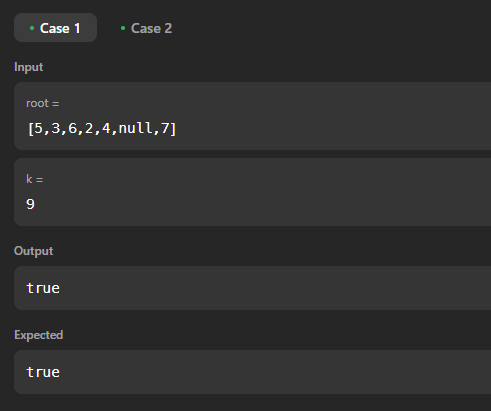 Case 1 Case 2
Input
root =
[5,3,6,2,4,null,7]
k =
9
Output
true
Expected
true